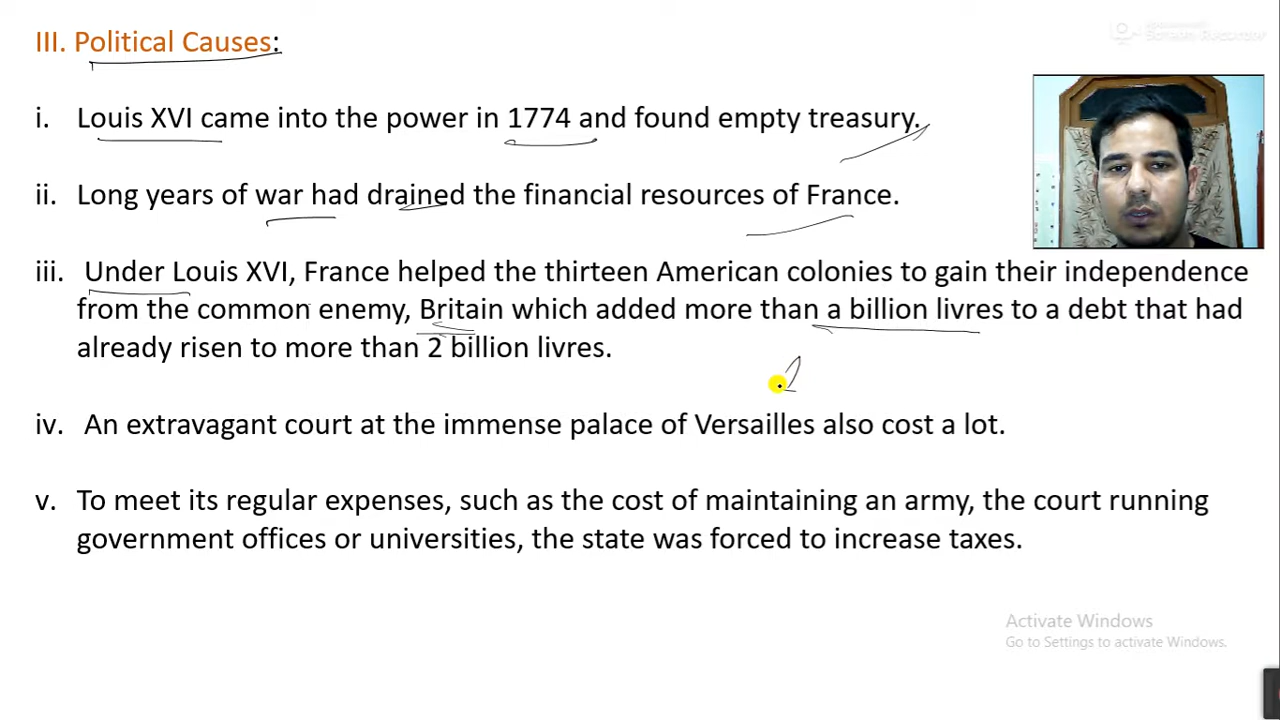 III. Political Causes:
i. Louis XVI came into the power in 1774 and found empty treasury.
ii. Long years of war had drained the financial resources of France.
iii. Under Louis XVI, France helped the thirteen American colonies to gain their independence
from the common enemy, Britain which added more than a billion livres to a debt that had
already risen to more than 2 billion livres.
2
iv. An extravagant court at the immense palace of Versailles also cost a lot.
v. To meet its regular expenses, such as the cost of maintaining an army, the court running
government offices or universities, the state was forced to increase taxes.
Activate Windows
Go to Settings to activate Windows.